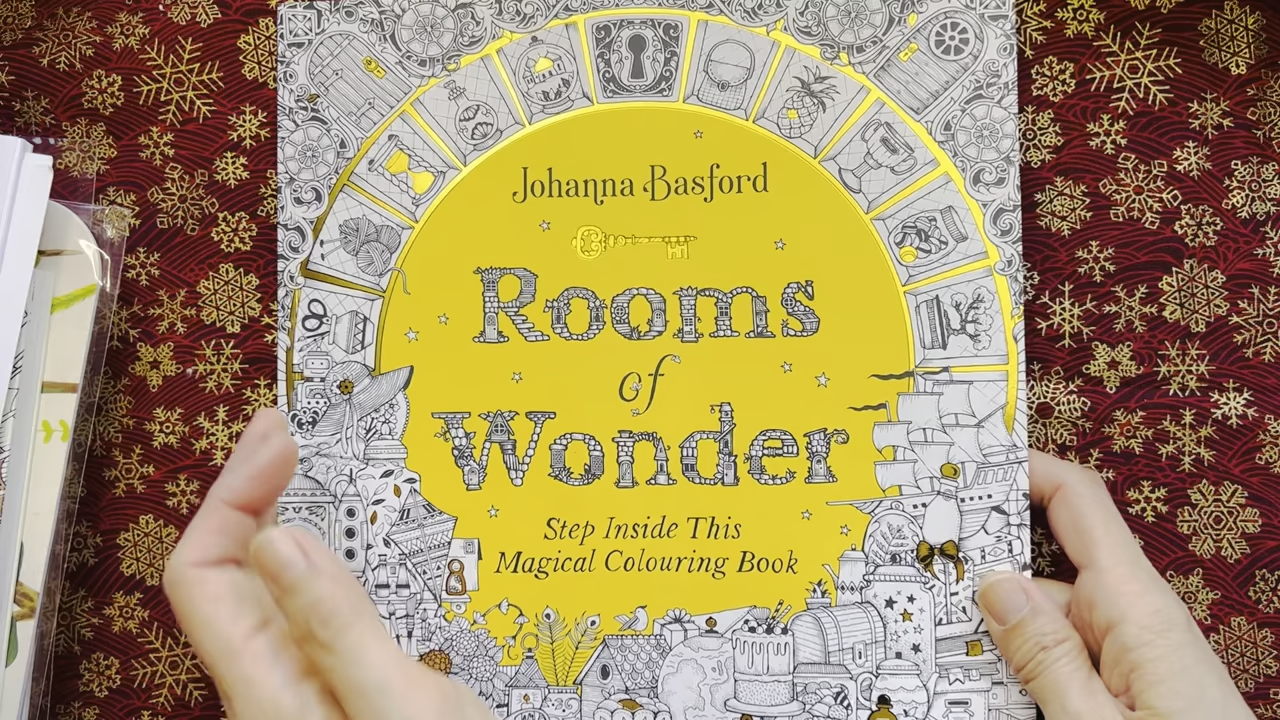 Johanna Basford
Rooms
of
Wonder
Step Inside This
Magical Colouring Book